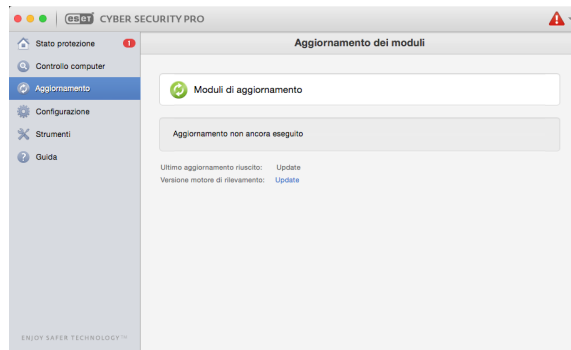 eset CYBER SECURITY PRO
Stato protezione 1
Controllo computer
Aggiornamento
Configurazione
Strumenti
Guida
ENJOY SAFER TECHNOLOGY™
Aggiornamento dei moduli
Moduli di aggiornamento
Aggiornamento non ancora eseguito
Ultimo aggiornamento riuscito: Update
Versione motore di rilevamento: Update